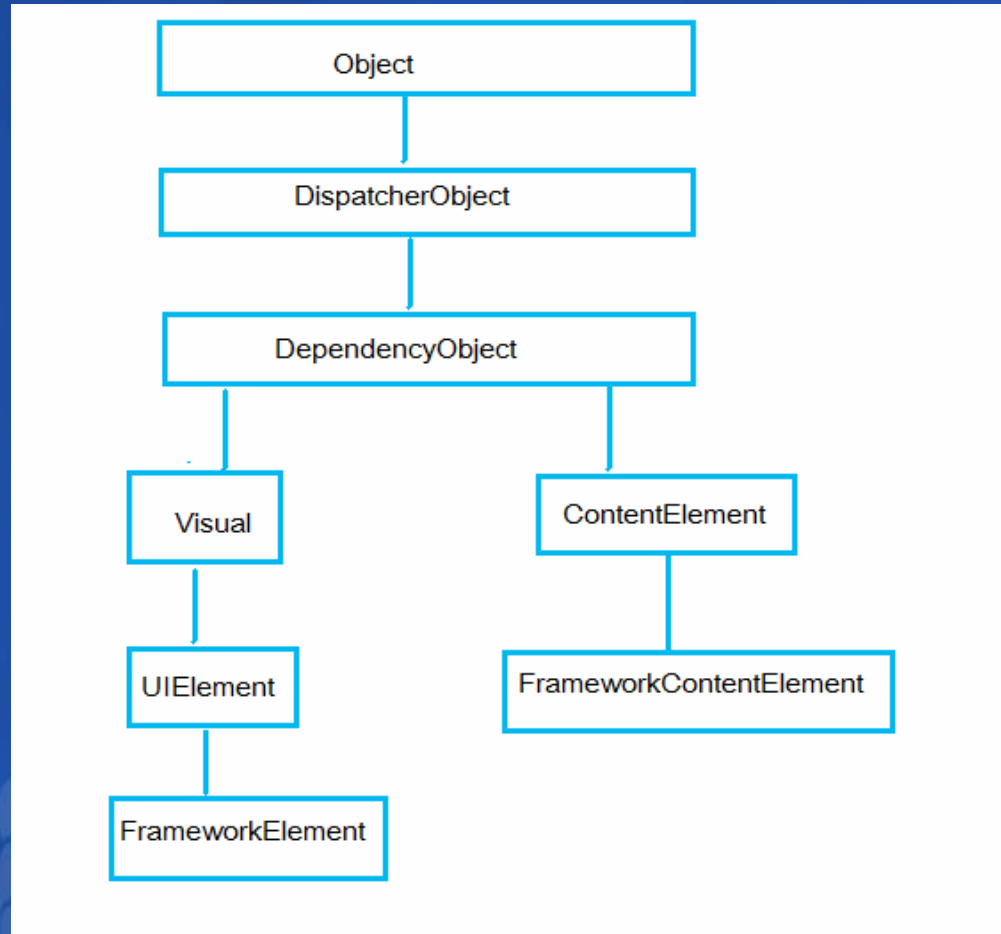 Object
DispatcherObject
DependencyObject
Visual
ContentElement
UIElement
FrameworkContentElement
FrameworkElement